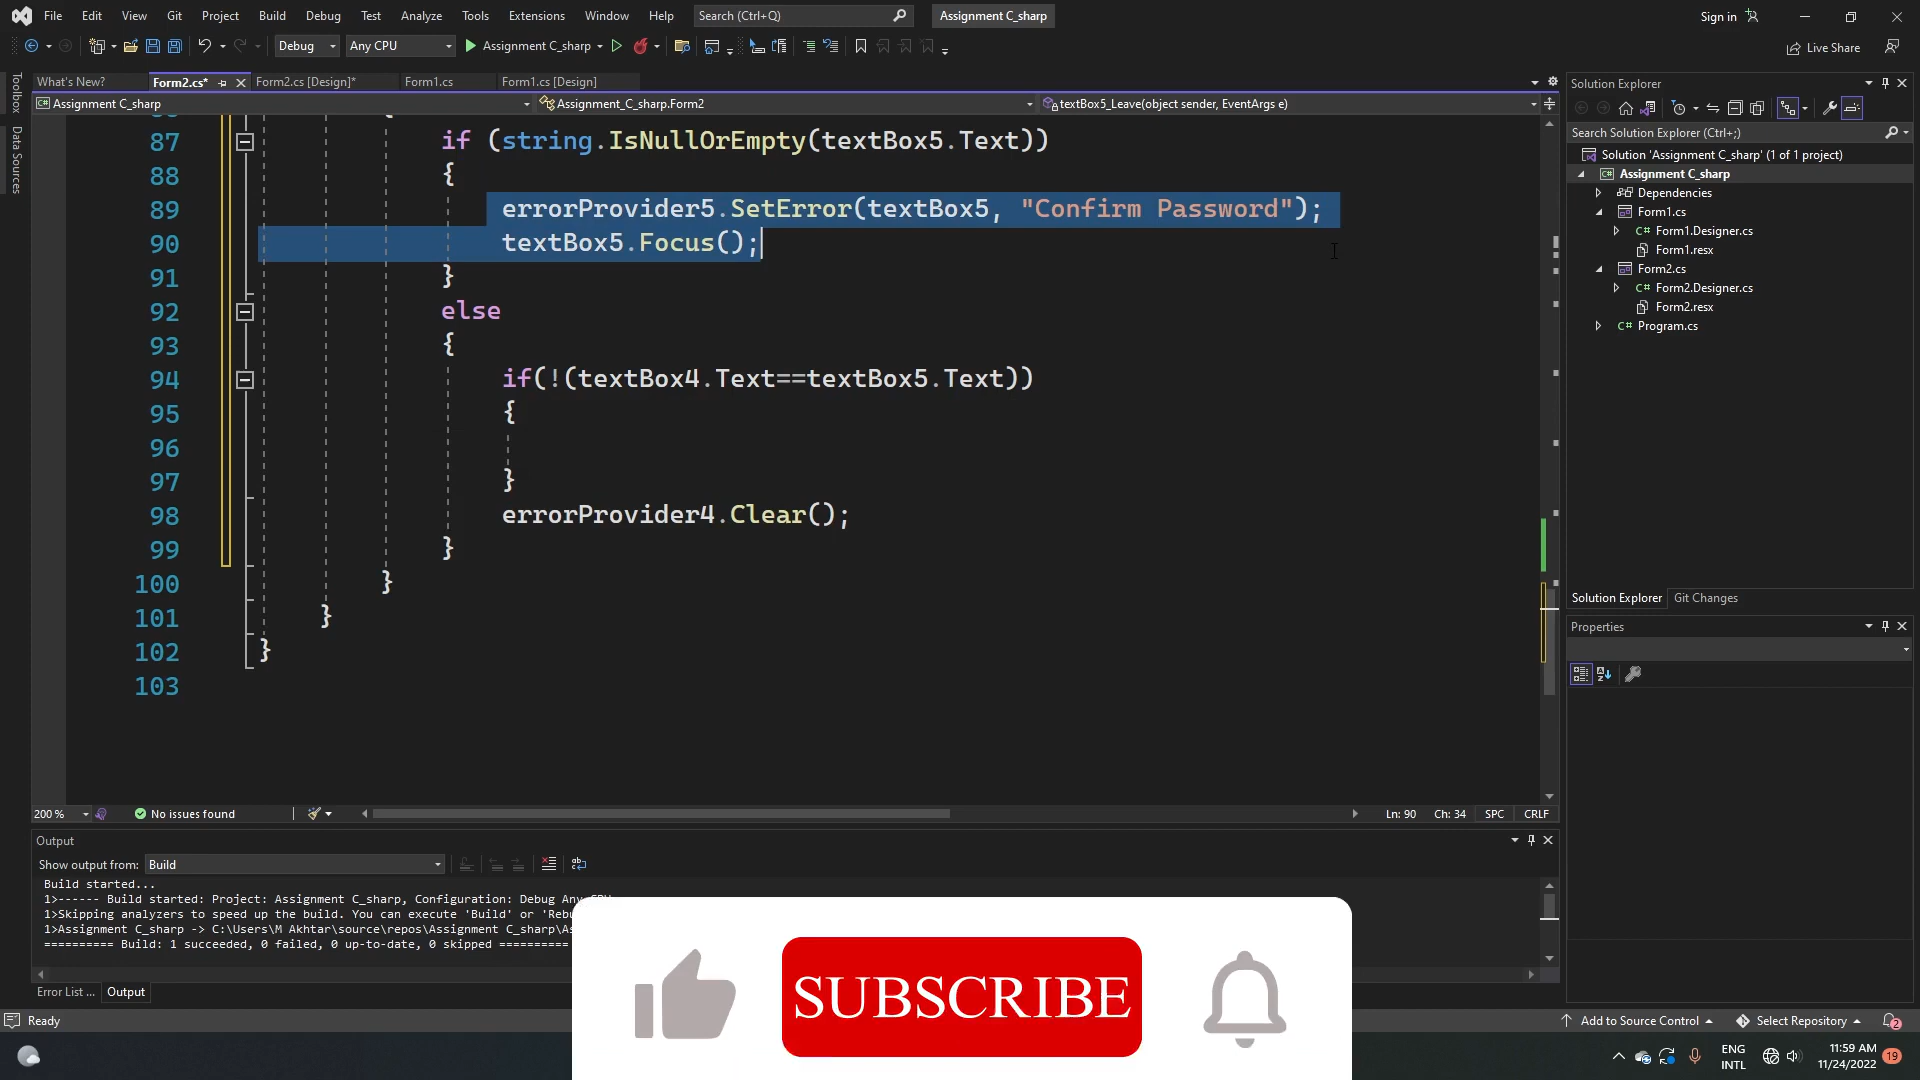 File Edit View Git Project Build Debug Test Analyze Tools Extensions Window Help Search (Ctrl+Q) Assignment C_sharp Sign in
Debug Any CPU Assignment C_sharp Live Share
Toolbox
Data Sources
What's New? Form2.cs* Form2.cs [Design]* Form1.cs Form1.cs [Design]
Assignment C_sharp Assignment_C_sharp.Form2 textBox5_Leave(object sender, EventArgs e)
87 if (string.IsNullOrEmpty(textBox5.Text))
88 {
89 errorProvider5.SetError(textBox5, "Confirm Password");
90 textBox5.Focus();
91 }
92 else
93 {
94 if(!(textBox4.Text==textBox5.Text))
95 {
96
97 }
98 errorProvider4.Clear();
99 }
100 }
101 }
102 }
103
200 % No issues found Ln: 90 Ch: 34 SPC CRLF
Output
Show output from: Build
Build started...
1>------ Build started: Project: Assignment C_sharp, Configuration: Debug Any
1>Skipping analyzers to speed up the build. You can execute 'Build' or
1>Assignment C_sharp -> C:\Users\M Akhtar\source\repos\Assignment C_sharp\
========== Build: 1 succeeded, 0 failed, 0 up-to-date, 0 skipped ==========
Error List ... Output
Solution Explorer
Search Solution Explorer (Ctrl+;)
Solution 'Assignment C_sharp' (1 of 1 project)
Assignment C_sharp
Dependencies
Form1.cs
C# Form1.Designer.cs
Form1.resx
Form2.cs
C# Form2.Designer.cs
Form2.resx
C# Program.cs
Solution Explorer Git Changes
Properties
SUBSCRIBE
Ready Add to Source Control Select Repository 2
ENG
INTL
11:59 AM
11/24/2022
19